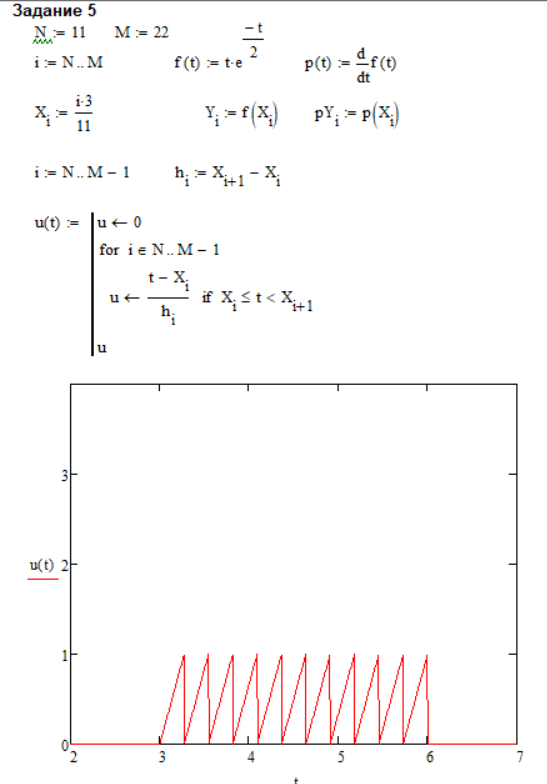 Задание 5
N := 11 M := 22
i := N.. M f(t) := t·e^(-t/2) p(t) := d/dt f(t)
X_i := i·3/11 Y_i := f(X_i) pY_i := p(X_i)
i := N.. M − 1 h_i := X_{i+1} − X_i
u(t) := u ← 0
for i ∈ N.. M − 1
u ← (t − X_i)/h_i if X_i ≤ t < X_{i+1}
u
3
u(t) 2
1
0
2 3 4 5 6 7
t